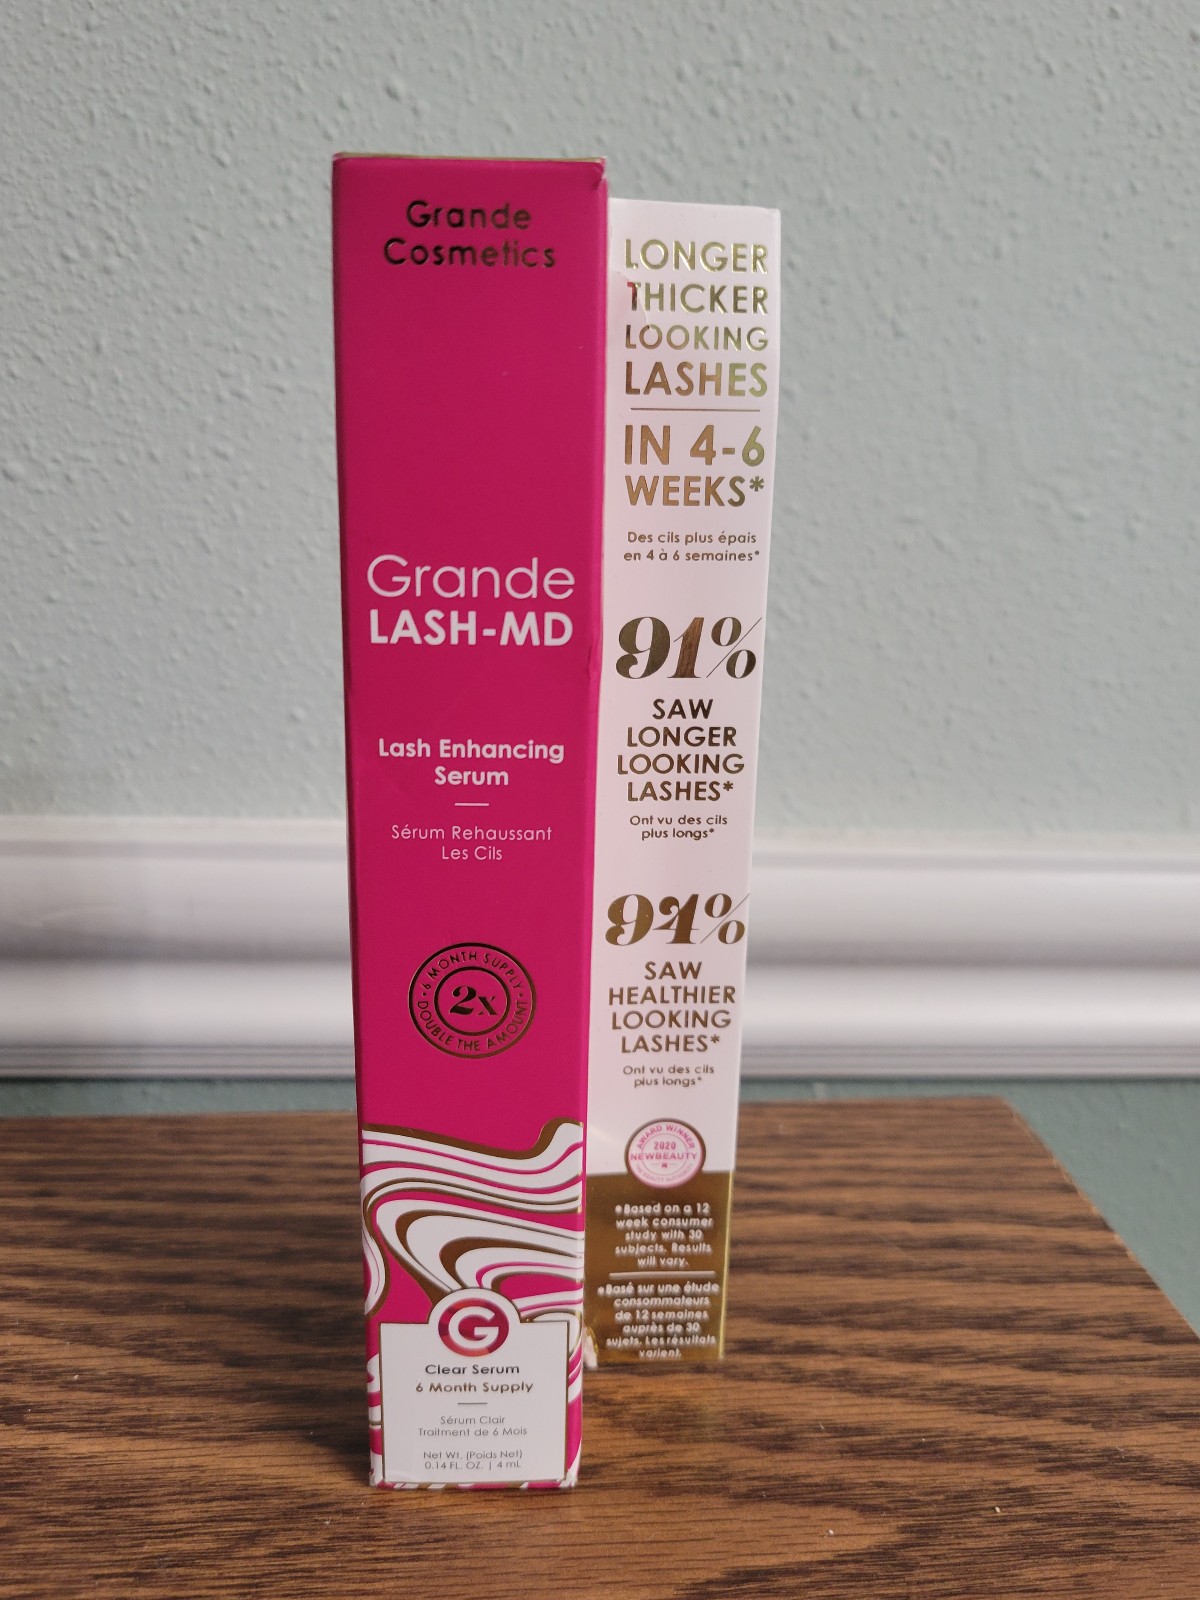 Grande
Cosmetics
Grande
LASH-MD
Lash Enhancing
Serum
Sérum Rehaussant
Les Cils
6 MONTH SUPPLY
2x
DOUBLE THE AMOUNT
G
Clear Serum
6 Month Supply
Sérum Clair
Traitment de 6 Mois
Net Wt. (Poids Net)
0.14 FL. OZ. | 4 mL
LONGER
THICKER
LOOKING
LASHES
IN 4-6
WEEKS*
Des cils plus épais
en 4 à 6 semaines*
91%
SAW
LONGER
LOOKING
LASHES*
Ont vu des cils
plus longs*
94%
SAW
HEALTHIER
LOOKING
LASHES*
Ont vu des cils
plus longs*
AWARD WINNER
2020
NEWBEAUTY
*Based on a 12
week consumer
study with 30
subjects. Results
will vary.
*Basé sur une étude
consommateurs
de 12 semaines
auprès de 30
sujets. Les résultats
varient.